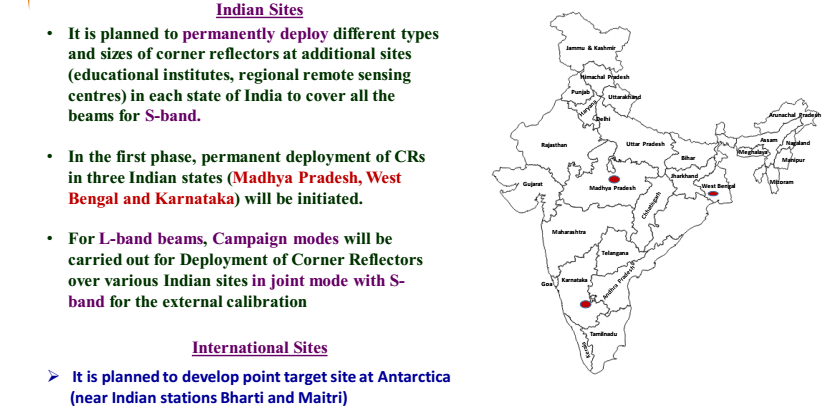 Indian Sites
• It is planned to permanently deploy different types
and sizes of corner reflectors at additional sites
(educational institutes, regional remote sensing
centres) in each state of India to cover all the
beams for S-band.
• In the first phase, permanent deployment of CRs
in three Indian states (Madhya Pradesh, West
Bengal and Karnataka) will be initiated.
• For L-band beams, Campaign modes will be
carried out for Deployment of Corner Reflectors
over various Indian sites in joint mode with S-
band for the external calibration
International Sites
➢ It is planned to develop point target site at Antarctica
(near Indian stations Bharti and Maitri)
Jammu & Kashmir
Himachal Pradesh
Punjab
Uttarakhand
Haryana
Delhi
Arunachal Pradesh
Rajasthan
Uttar Pradesh
Assam
Nagaland
Meghalaya
Manipur
Bihar
Gujarat
Madhya Pradesh
Jharkhand
West Bengal
Mizoram
Chhatisgarh
Maharashtra
Telangana
Goa
Karnataka
Andhra Pradesh
Tamilnadu
Kerala